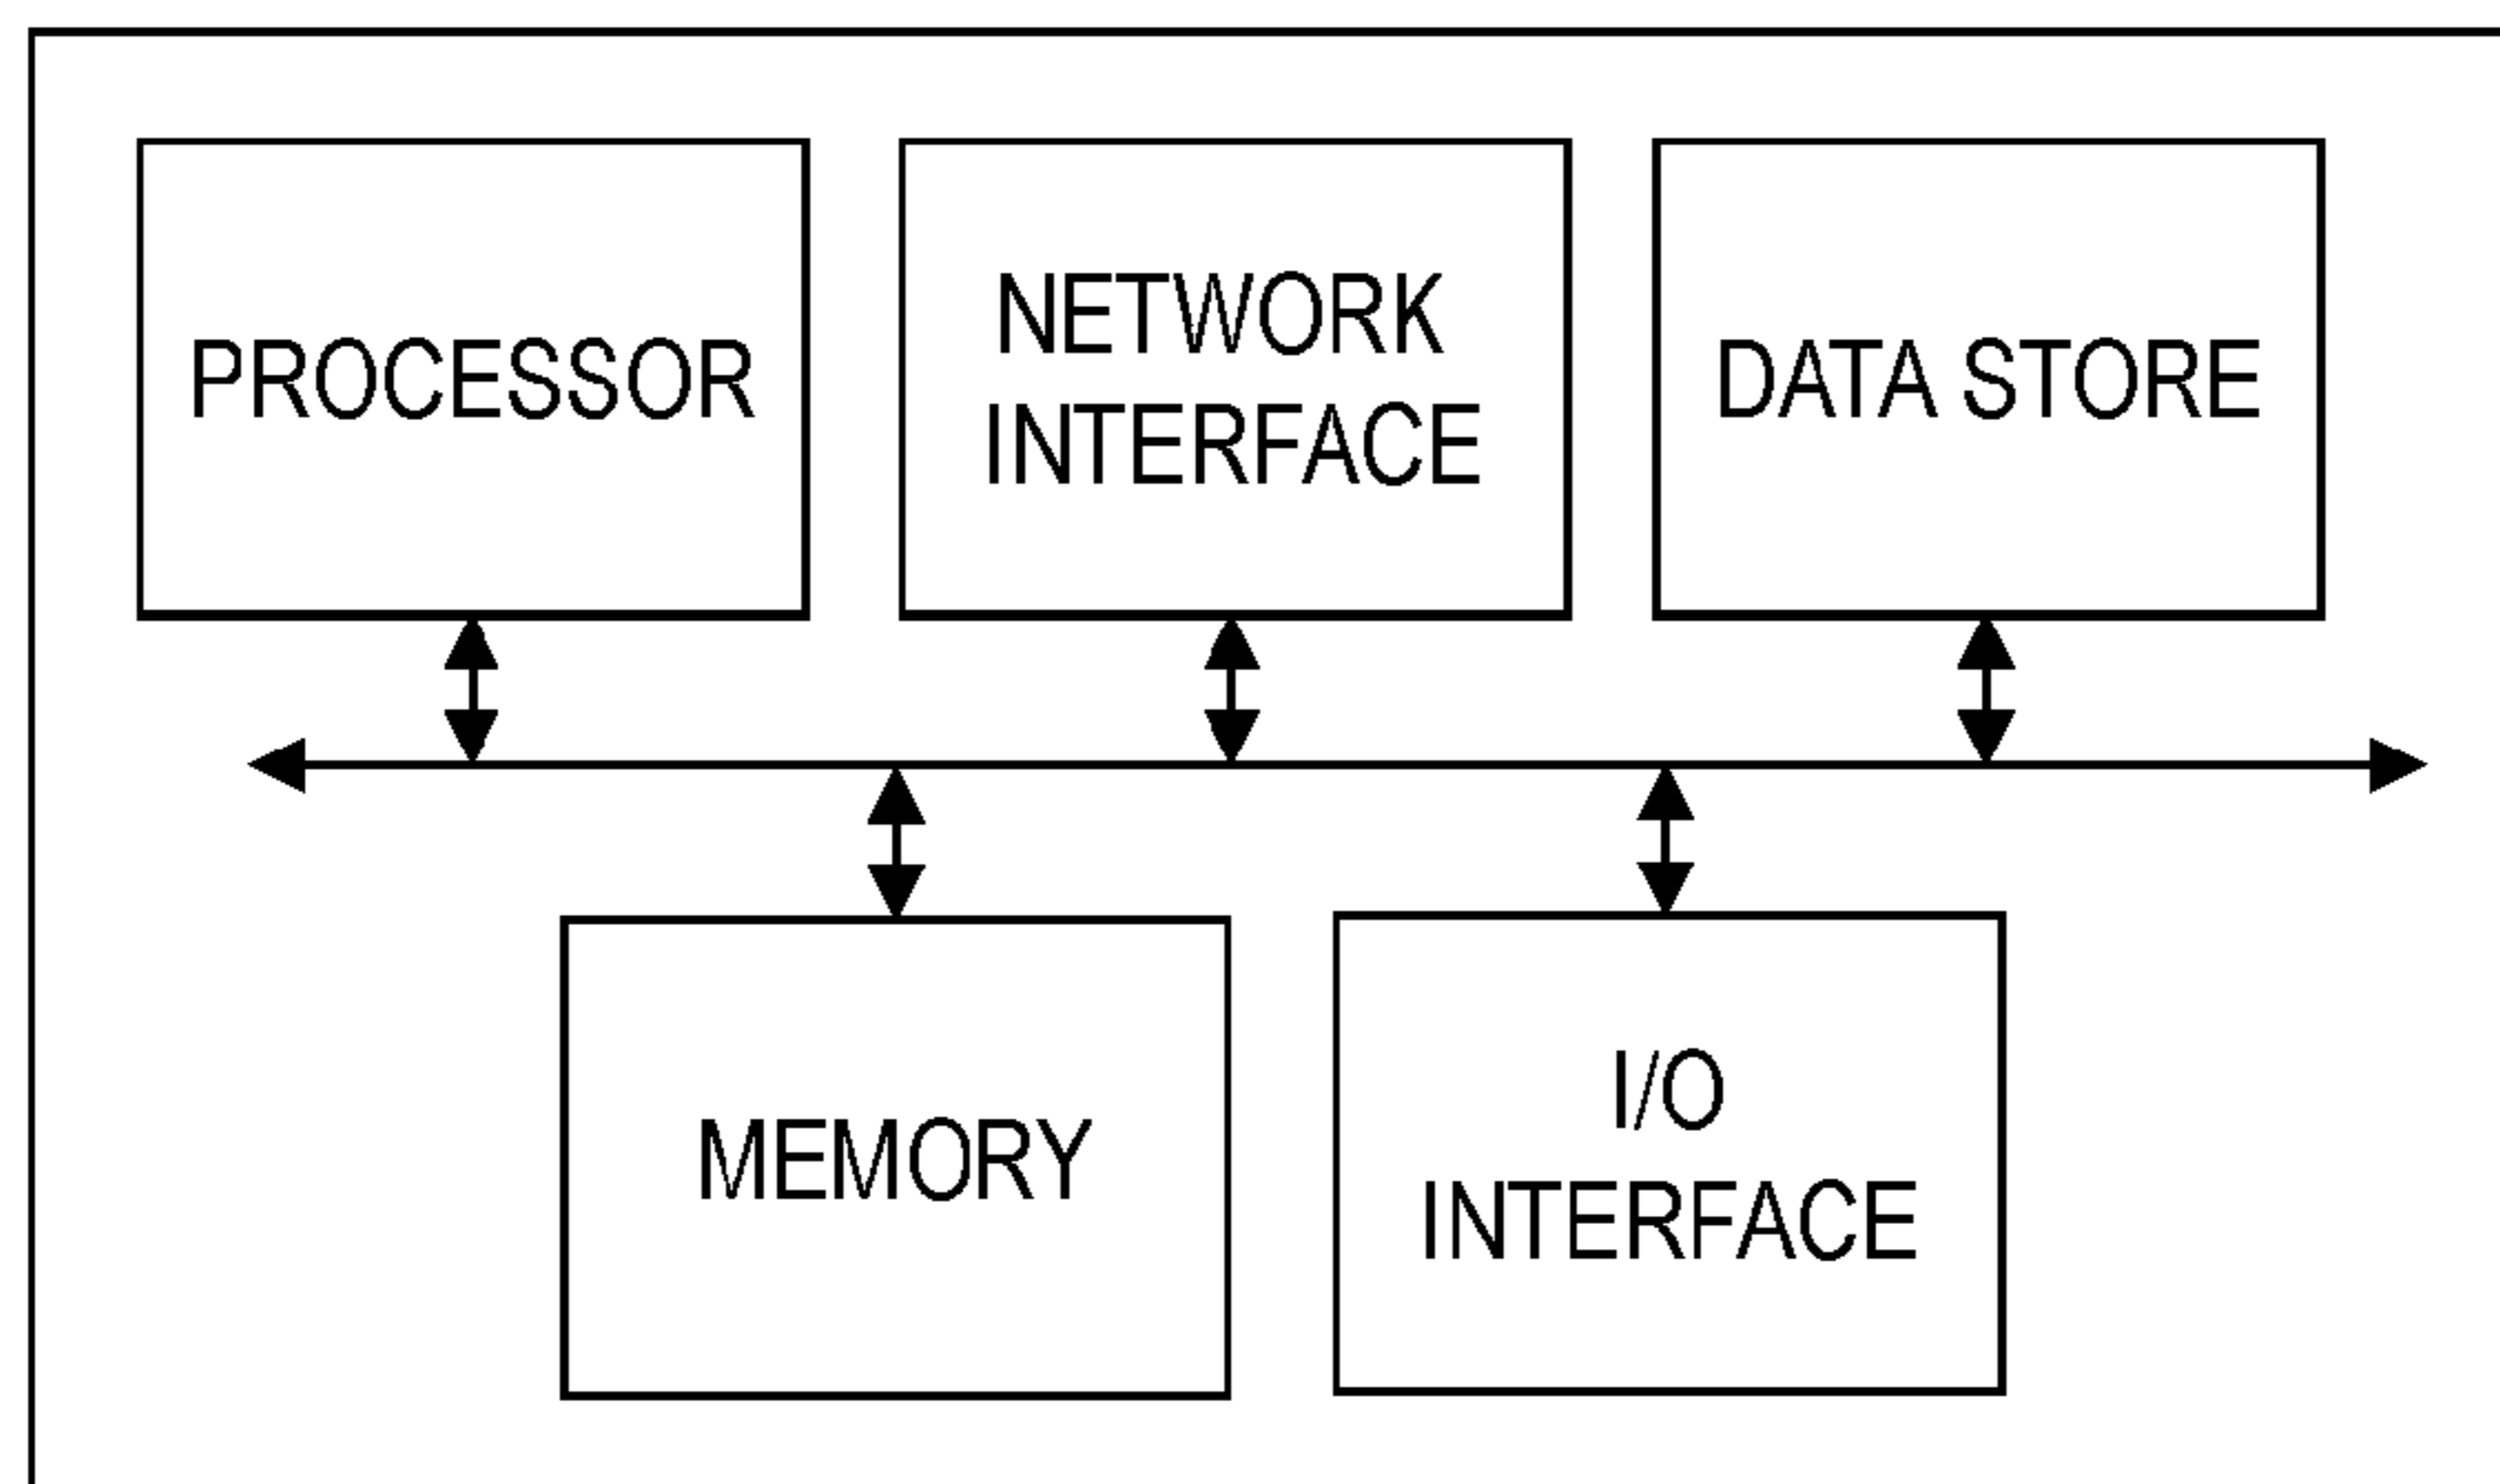 PROCESSOR
NETWORK
INTERFACE
DATA STORE
MEMORY
I/O
INTERFACE